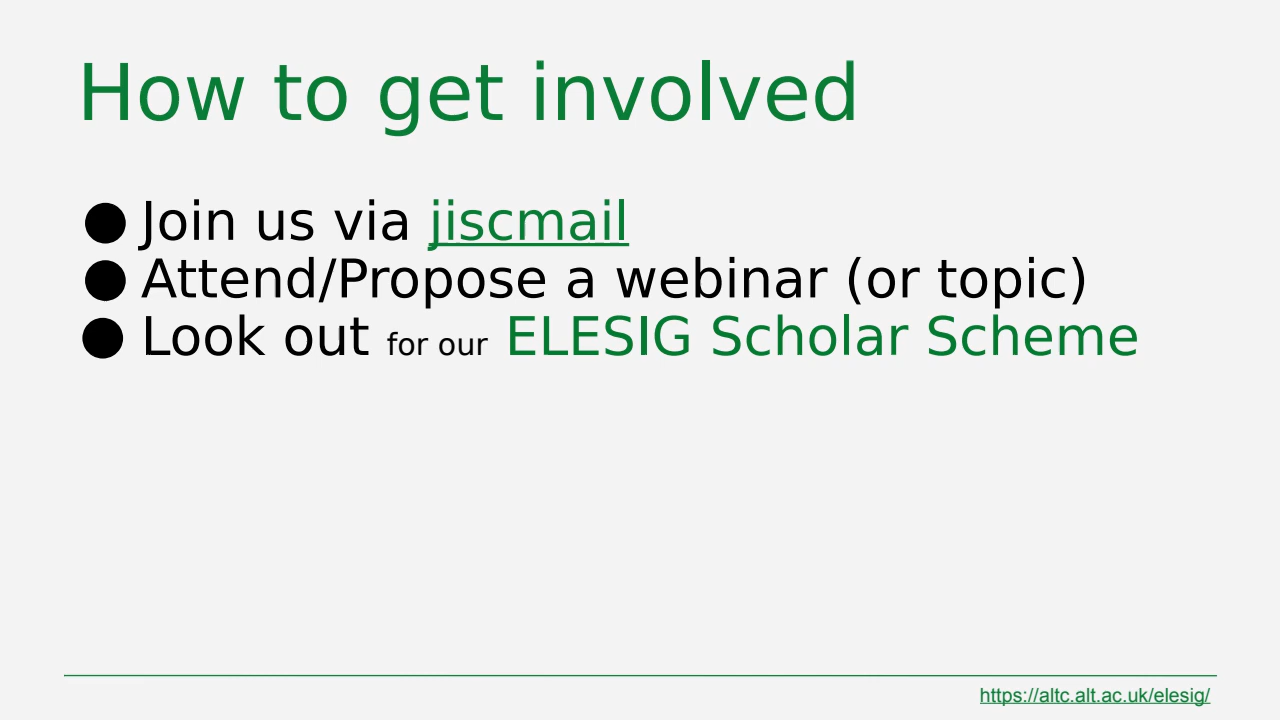 How to get involved
● Join us via jiscmail
● Attend/Propose a webinar (or topic)
● Look out for our ELESIG Scholar Scheme
https://altc.alt.ac.uk/elesig/